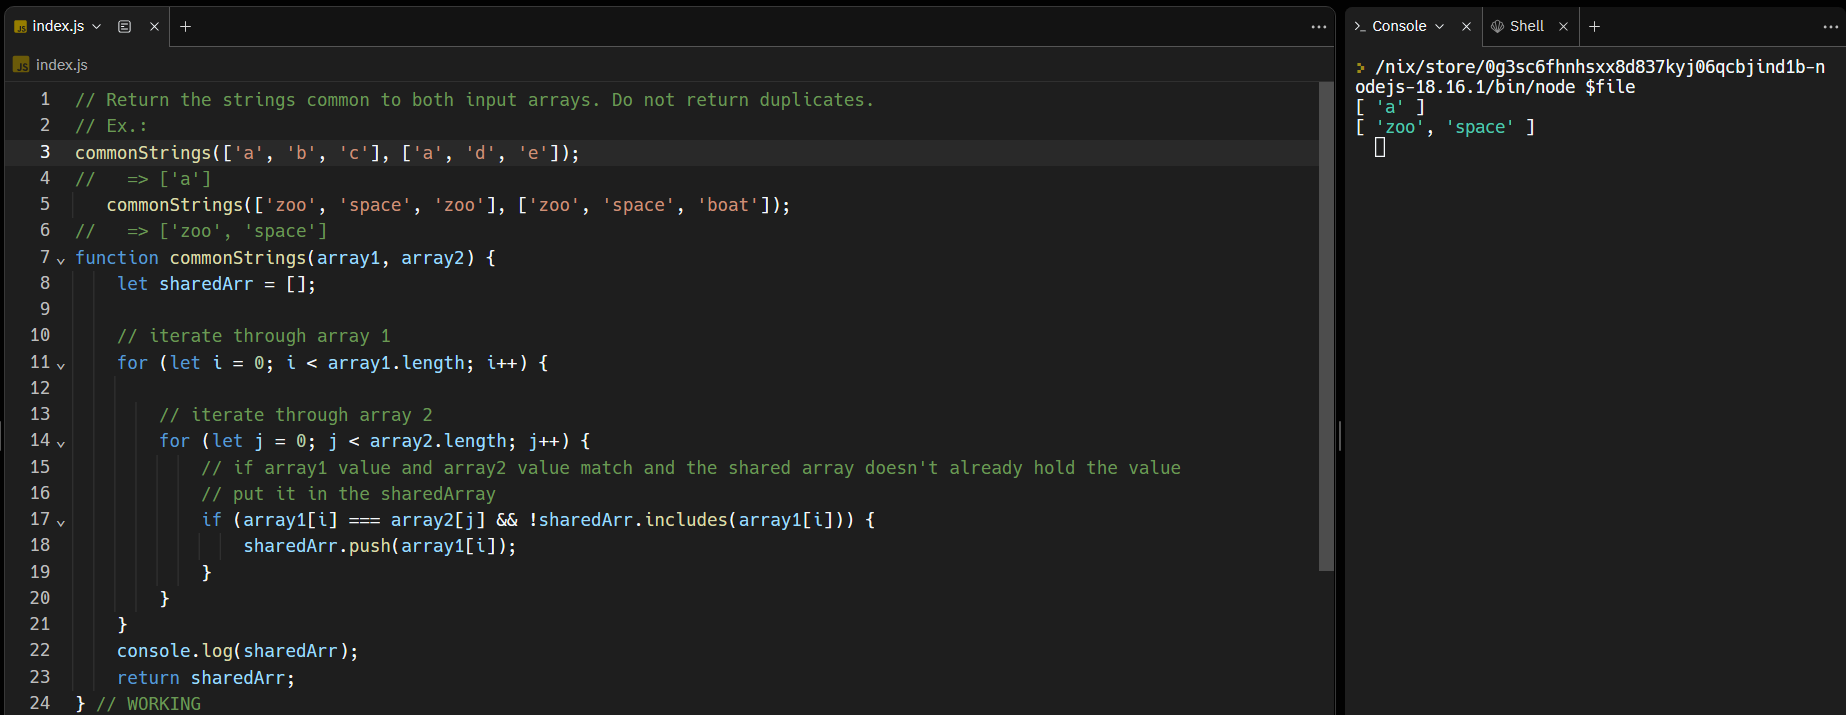 index.js
index.js
1 // Return the strings common to both input arrays. Do not return duplicates.
2 // Ex.:
3 commonStrings(['a', 'b', 'c'], ['a', 'd', 'e']);
4 //   => ['a']
5    commonStrings(['zoo', 'space', 'zoo'], ['zoo', 'space', 'boat']);
6 //   => ['zoo', 'space']
7 function commonStrings(array1, array2) {
8     let sharedArr = [];
9
10     // iterate through array 1
11     for (let i = 0; i < array1.length; i++) {
12
13         // iterate through array 2
14         for (let j = 0; j < array2.length; j++) {
15             // if array1 value and array2 value match and the shared array doesn't already hold the value
16             // put it in the sharedArray
17             if (array1[i] === array2[j] && !sharedArr.includes(array1[i])) {
18                 sharedArr.push(array1[i]);
19             }
20         }
21     }
22     console.log(sharedArr);
23     return sharedArr;
24 } // WORKING
Console
Shell
/nix/store/0g3sc6fhnhsxx8d837kyj06qcbjind1b-n
odejs-18.16.1/bin/node $file
[ 'a' ]
[ 'zoo', 'space' ]